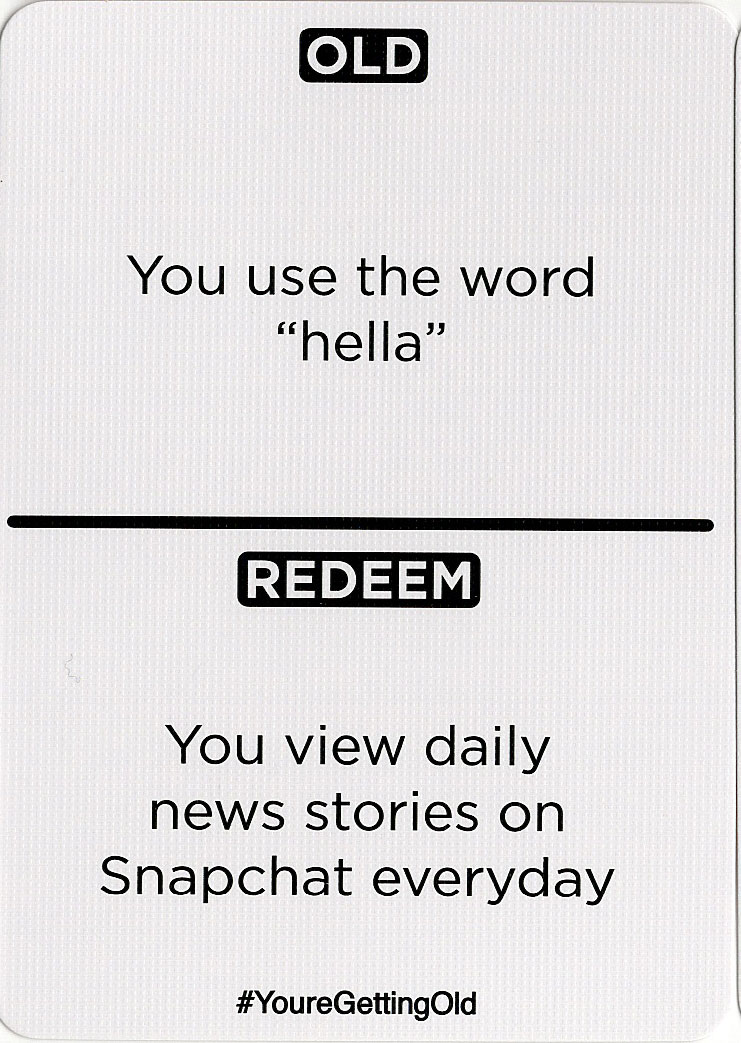 OLD
You use the word
“hella”
REDEEM
You view daily
news stories on
Snapchat everyday
#YoureGettingOld